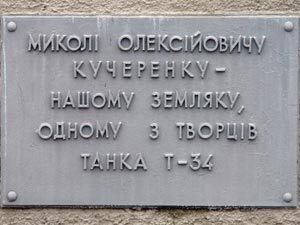 МИКОЛІ ОЛЕКСІЙОВИЧУ
КУЧЕРЕНКУ-
НАШОМУ ЗЕМЛЯКУ,
ОДНОМУ З ТВОРЦІВ
ТАНКА Т-34